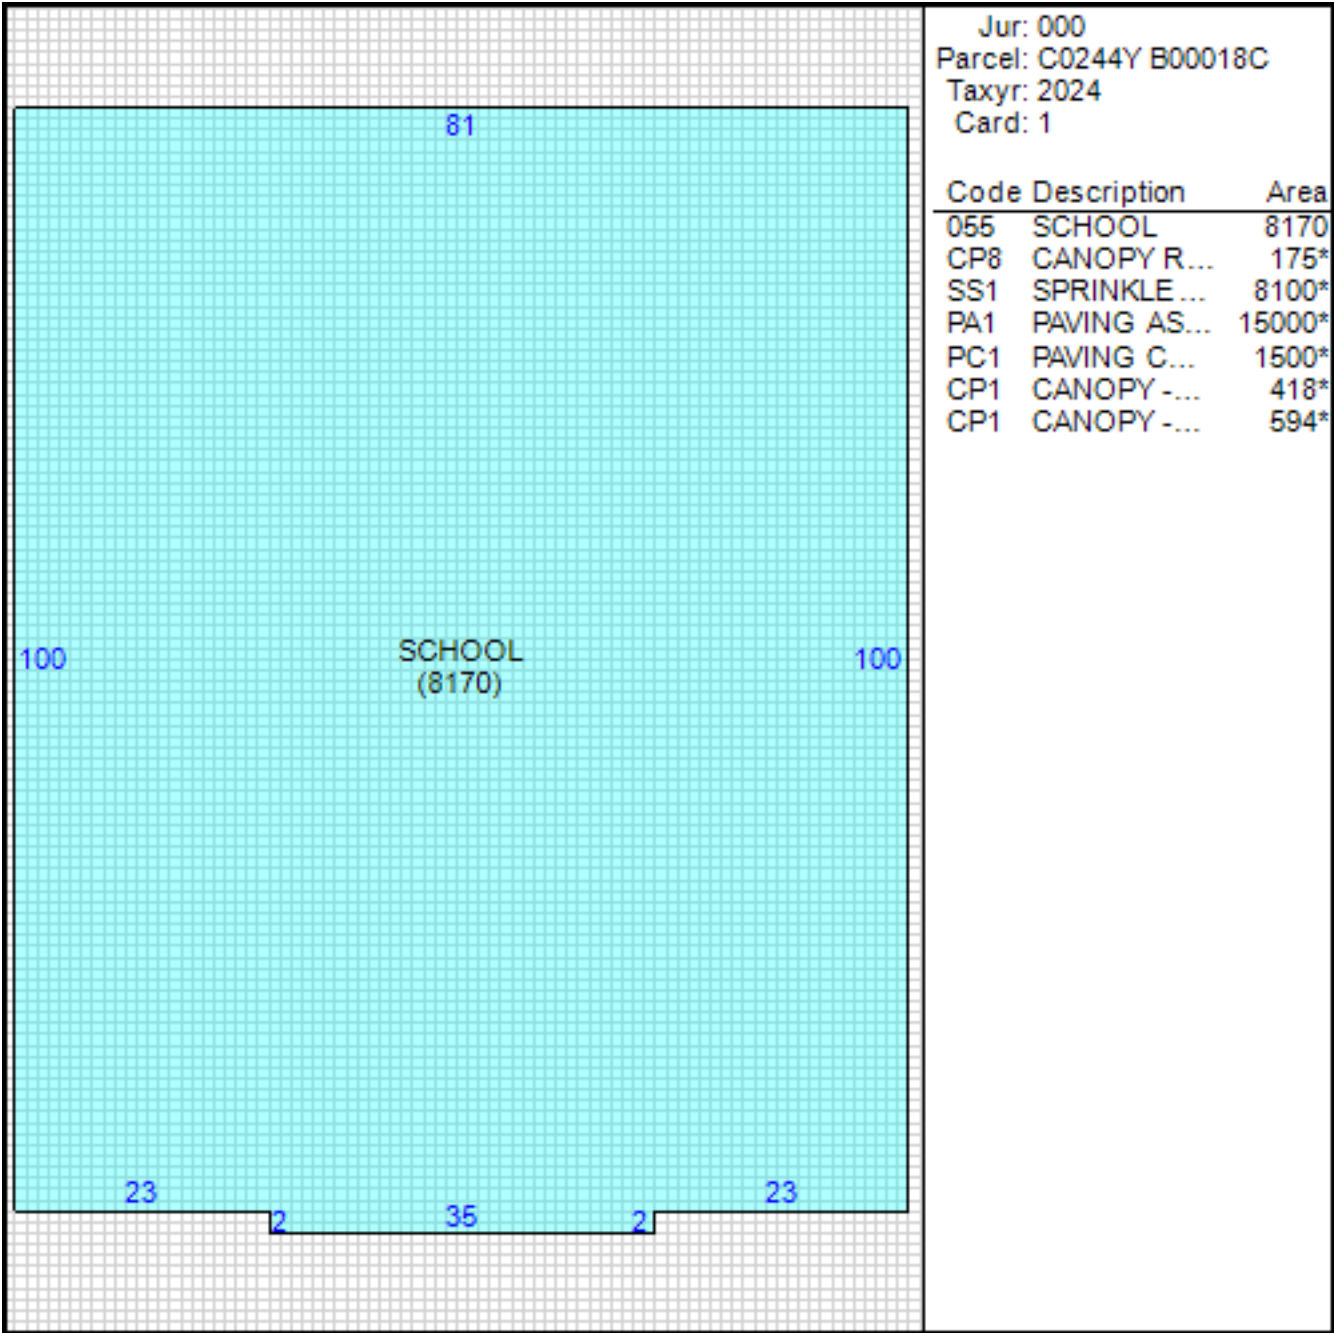 Jur: 000
Parcel: C0244Y B00018C
Taxyr: 2024
Card: 1
Code Description Area
055 SCHOOL 8170
CP8 CANOPY R... 175*
SS1 SPRINKLE ... 8100*
PA1 PAVING AS... 15000*
PC1 PAVING C... 1500*
CP1 CANOPY -... 418*
CP1 CANOPY -... 594*
81
100
SCHOOL
(8170)
100
23
2
35
2
23